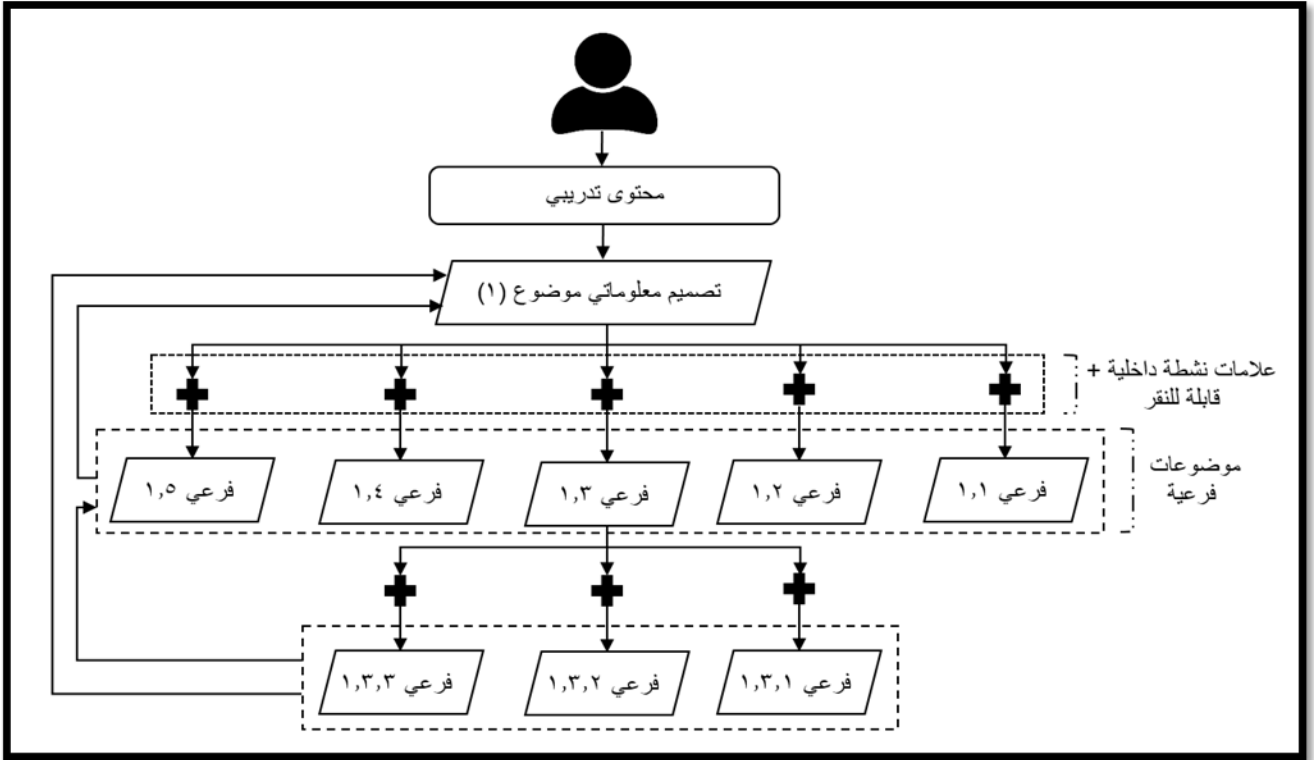 محتوى تدريبي
تصميم معلوماتي موضوع (١)
علامات نشطة داخلية +
قابلة للنقر
موضوعات
فرعية
فرعي ١,١
فرعي ١,٢
فرعي ١,٣
فرعي ١,٤
فرعي ١,٥
فرعي ١,٣,١
فرعي ١,٣,٢
فرعي ١,٣,٣